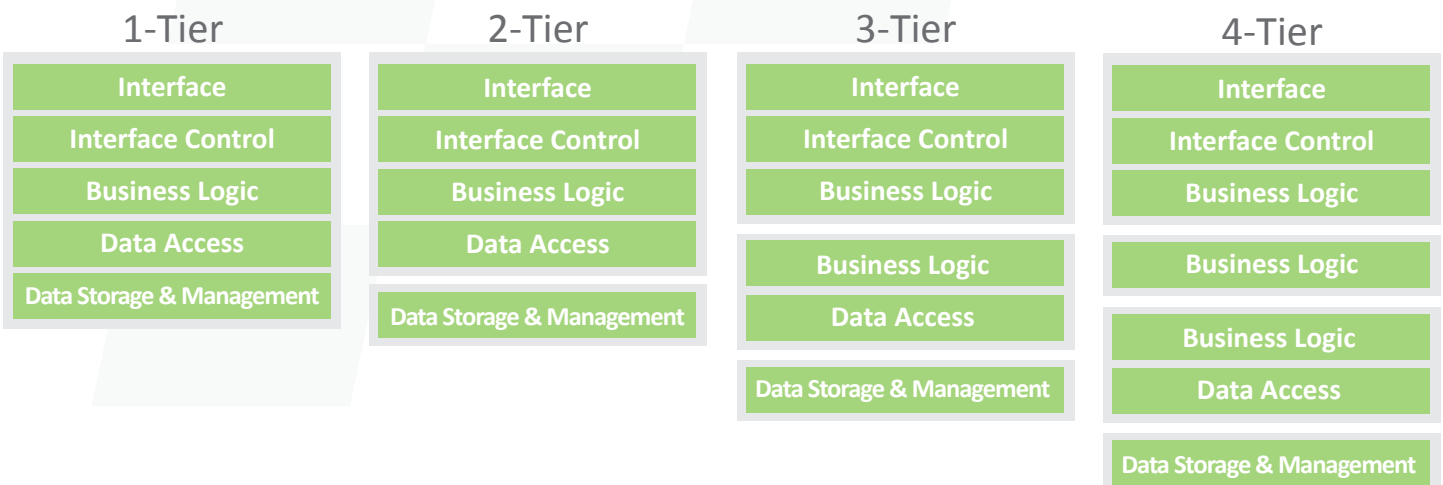 1-Tier
Interface
Interface Control
Business Logic
Data Access
Data Storage & Management
2-Tier
Interface
Interface Control
Business Logic
Data Access
Data Storage & Management
3-Tier
Interface
Interface Control
Business Logic
Business Logic
Data Access
Data Storage & Management
4-Tier
Interface
Interface Control
Business Logic
Business Logic
Business Logic
Data Access
Data Storage & Management